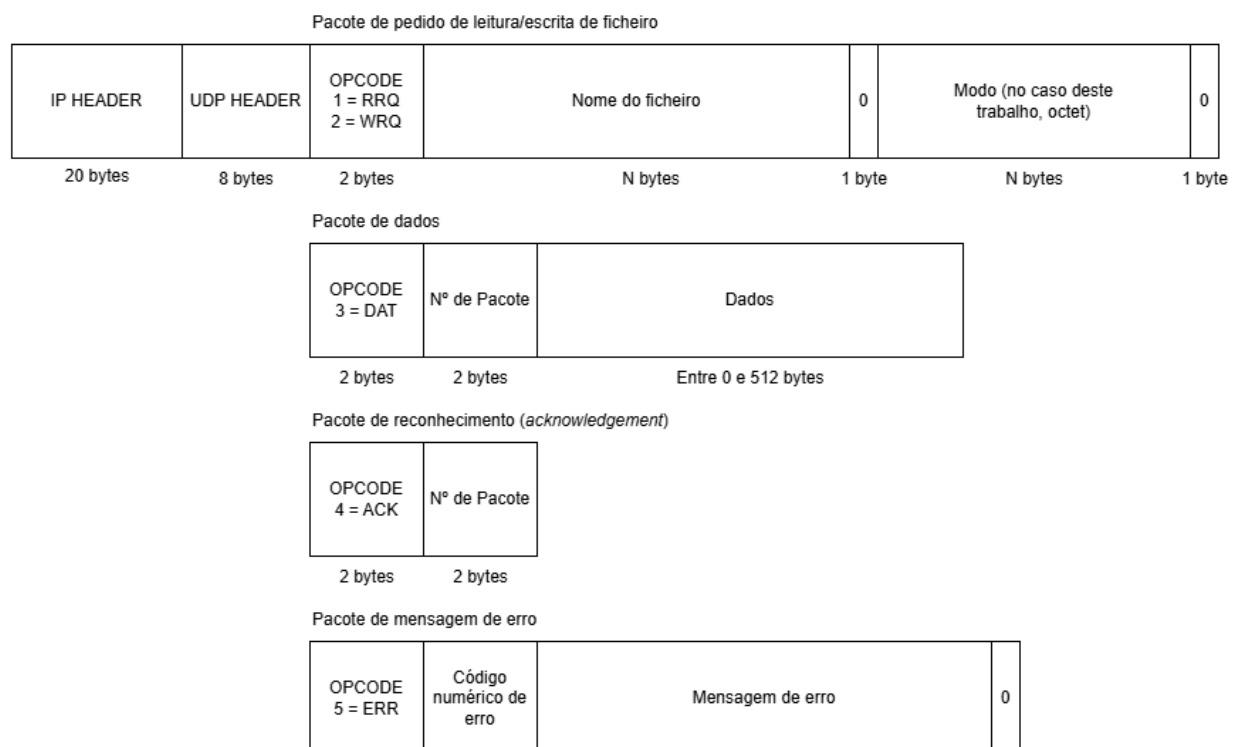 Pacote de pedido de leitura/escrita de ficheiro
IP HEADER
UDP HEADER
OPCODE
1 = RRQ
2 = WRQ
Nome do ficheiro
0
Modo (no caso deste
trabalho, octet)
0
20 bytes
8 bytes
2 bytes
N bytes
1 byte
N bytes
1 byte
Pacote de dados
OPCODE
3 = DAT
Nº de Pacote
Dados
2 bytes
2 bytes
Entre 0 e 512 bytes
Pacote de reconhecimento (acknowledgement)
OPCODE
4 = ACK
Nº de Pacote
2 bytes
2 bytes
Pacote de mensagem de erro
OPCODE
5 = ERR
Código
numérico de
erro
Mensagem de erro
0